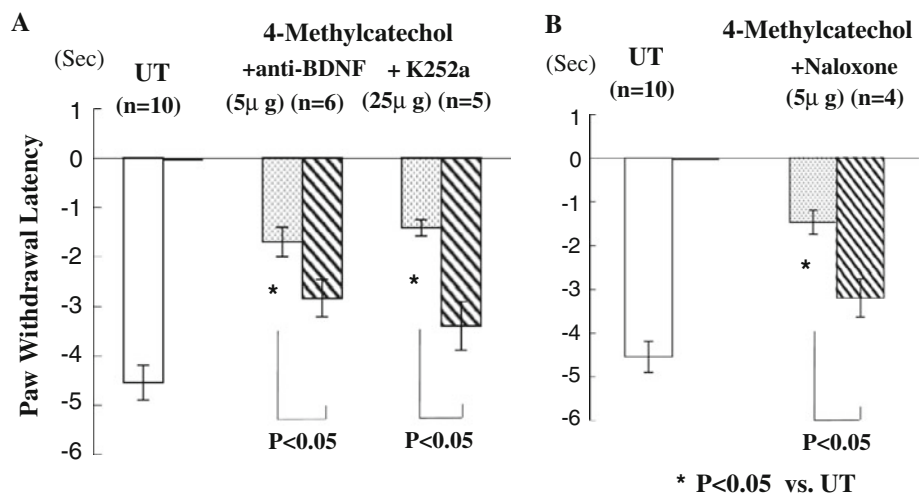 A
4-Methylcatechol
(Sec) UT +anti-BDNF + K252a
(n=10) (5μ g) (n=6) (25μ g) (n=5)
Paw Withdrawal Latency
1
0
-1
-2
-3
-4
-5
-6
*
*
P<0.05 P<0.05
B
4-Methylcatechol
(Sec) UT +Naloxone
(n=10) (5μ g) (n=4)
1
0
-1
-2
-3
-4
-5
-6
*
P<0.05
* P<0.05 vs. UT